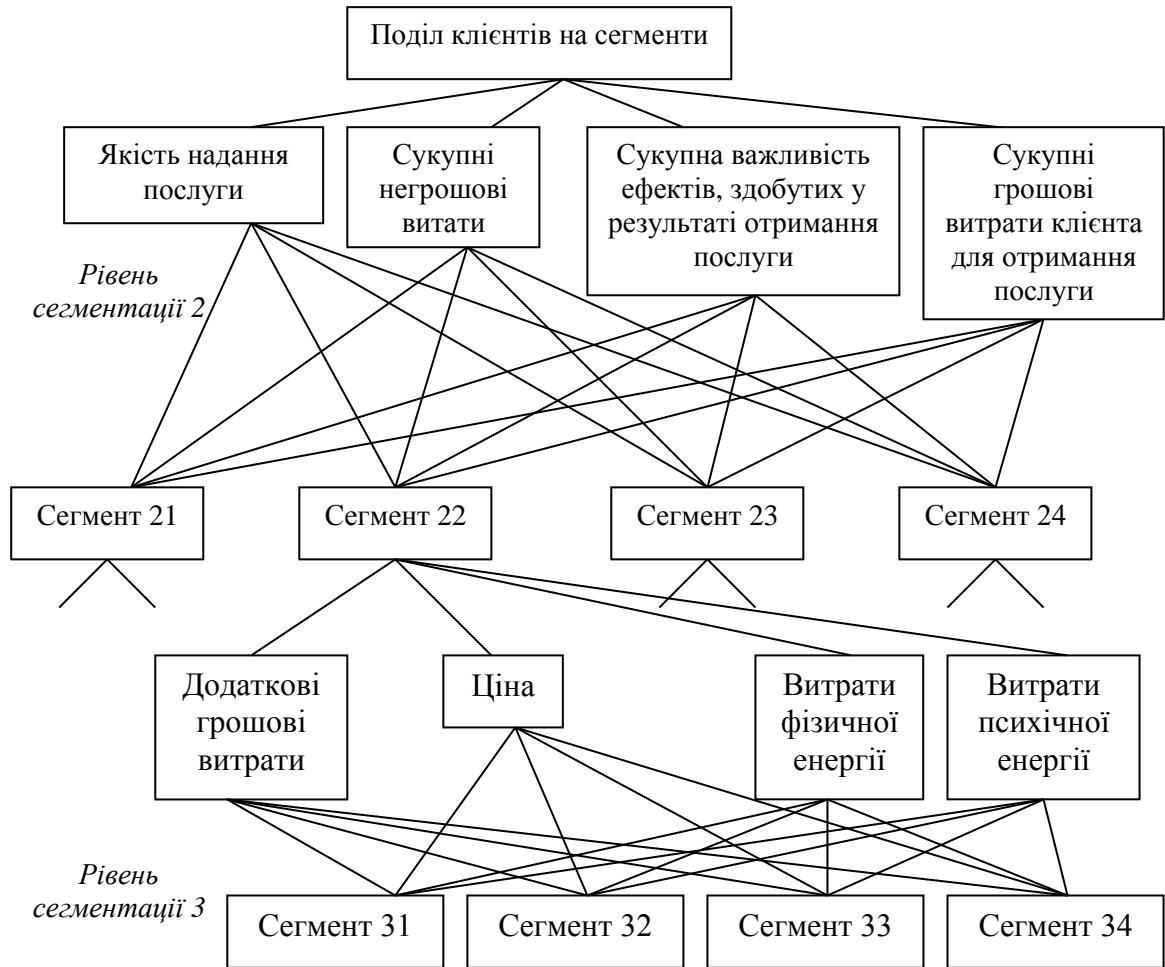 Поділ клієнтів на сегменти
Якість надання
послуги
Сукупні
негрошові
витати
Сукупна важливість
ефектів, здобутих у
результаті отримання
послуги
Сукупні
грошові
витрати клієнта
для отримання
послуги
Рівень
сегментації 2
Сегмент 21
Сегмент 22
Сегмент 23
Сегмент 24
Додаткові
грошові
витрати
Ціна
Витрати
фізичної
енергії
Витрати
психічної
енергії
Рівень
сегментації 3
Сегмент 31
Сегмент 32
Сегмент 33
Сегмент 34